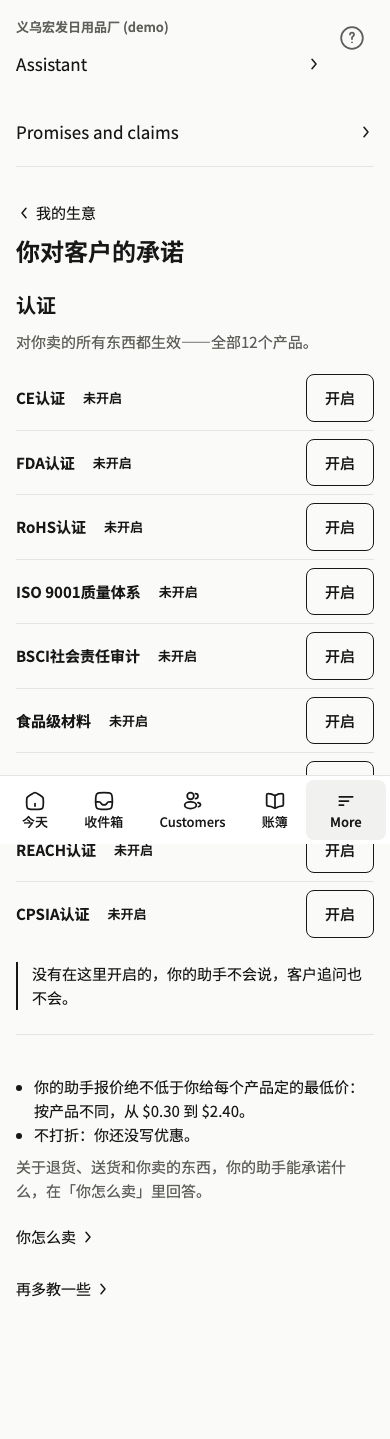 义乌宏发日用品厂 (demo)
Assistant
Promises and claims
我的生意
你对客户的承诺
认证
对你卖的所有东西都生效——全部12个产品。
CE认证 未开启 开启
FDA认证 未开启 开启
RoHS认证 未开启 开启
ISO 9001质量体系 未开启 开启
BSCI社会责任审计 未开启 开启
食品级材料 未开启 开启
今天 收件箱 Customers 账簿 More
REACH认证 未开启 开启
CPSIA认证 未开启 开启
没有在这里开启的，你的助手不会说，客户追问也
不会。
你的助手报价绝不低于你给每个产品定的最低价：
按产品不同，从 $0.30 到 $2.40。
不打折：你还没写优惠。
关于退货、送货和你卖的东西，你的助手能承诺什
么，在「你怎么卖」里回答。
你怎么卖
再多教一些